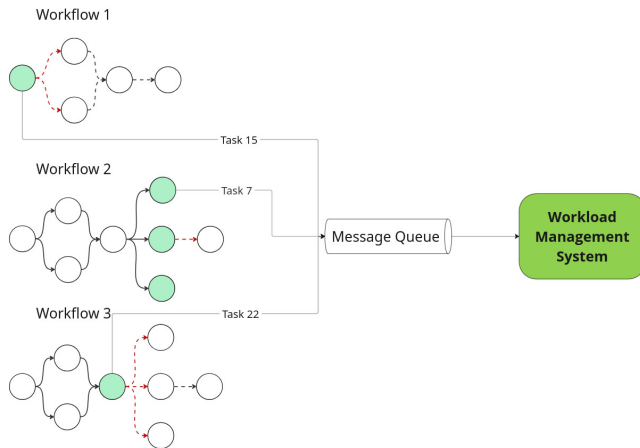 Workflow 1
Task 15
Workflow 2
Task 7
Message Queue
Workload
Management
System
Workflow 3
Task 22